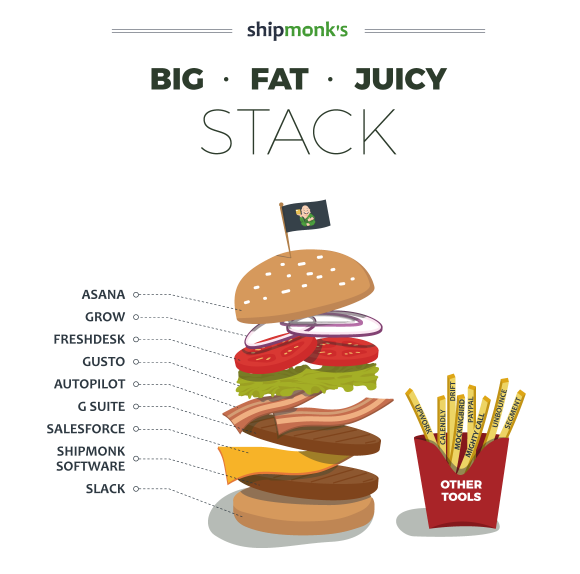 shipmonk's
BIG · FAT · JUICY
STACK
ASANA
GROW
FRESHDESK
GUSTO
AUTOPILOT
G SUITE
SALESFORCE
SHIPMONK
SOFTWARE
SLACK
UPWORK
CALENDLY
DRIFT
MOCKINGBIRD
PAYPAL
MIGHTY CALL
UNBOUNCE
SEGMENT
OTHER
TOOLS